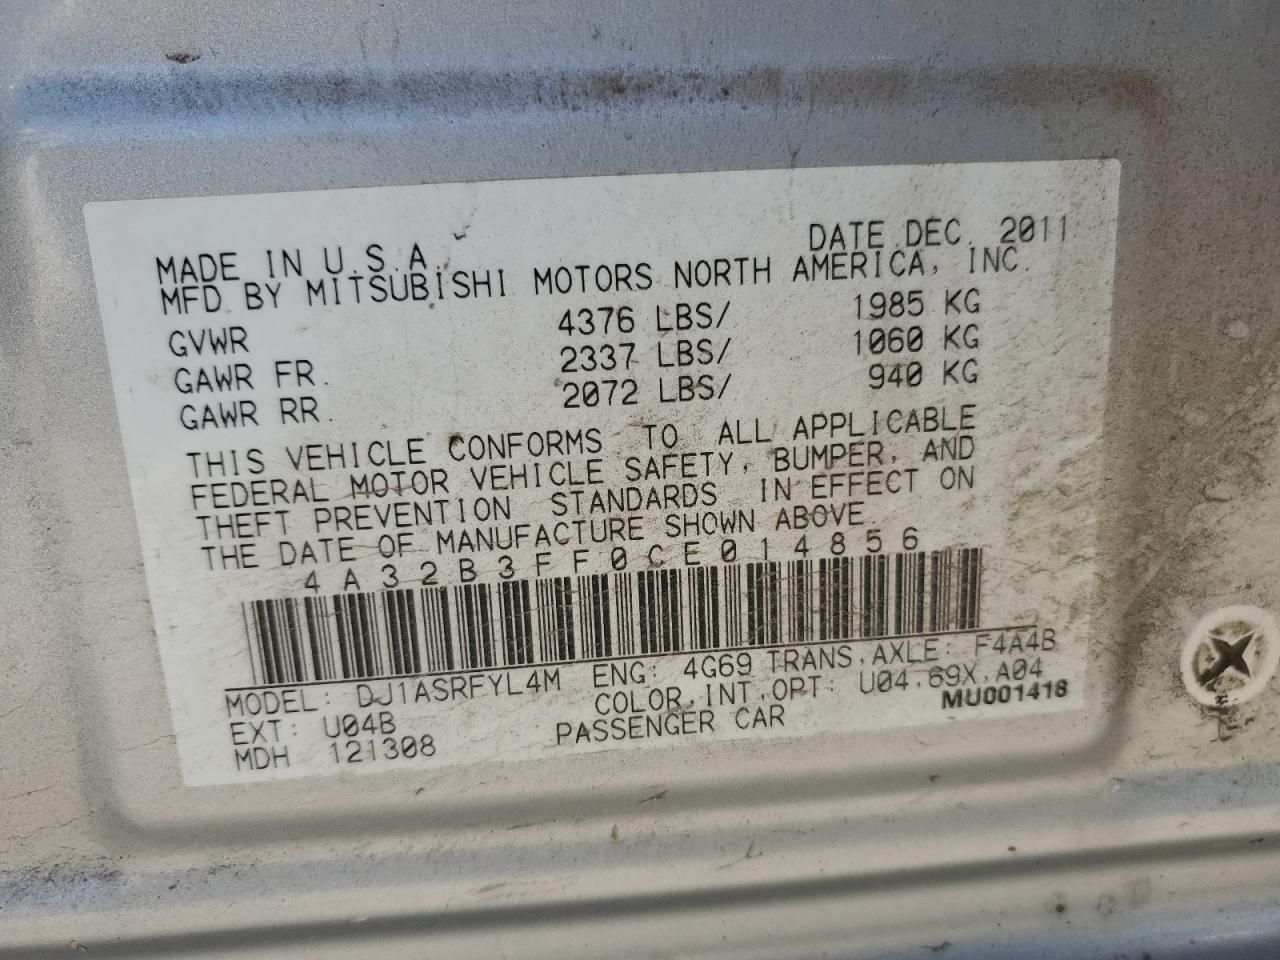 DATE DEC. 2011
MADE IN U.S.A.
MFD BY MITSUBISHI MOTORS NORTH AMERICA, INC.
GVWR 4376 LBS/ 1985 KG
GAWR FR. 2337 LBS/ 1060 KG
GAWR RR. 2072 LBS/ 940 KG
THIS VEHICLE CONFORMS TO ALL APPLICABLE
FEDERAL MOTOR VEHICLE SAFETY, BUMPER, AND
THEFT PREVENTION STANDARDS IN EFFECT ON
THE DATE OF MANUFACTURE SHOWN ABOVE.
4A32B3FF0CE014856
MODEL: DJ1ASRFYL4M ENG: 4G69 TRANS,AXLE: F4A4B
EXT: U04B COLOR,INT,OPT: U04,69X,A04
MDH 121308 PASSENGER CAR MU001418